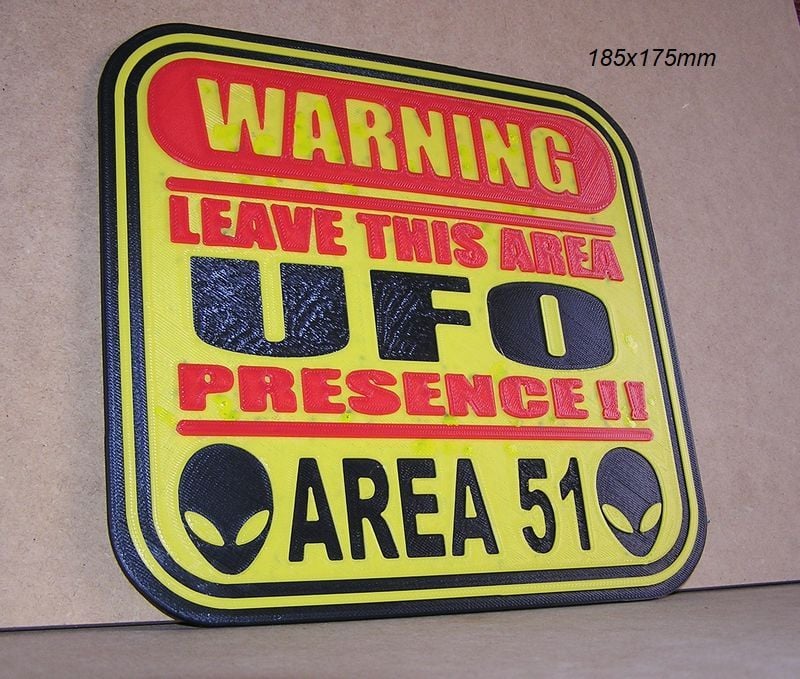 185x175mm
WARNING
LEAVE THIS AREA
UFO
PRESENCE !!
AREA 51